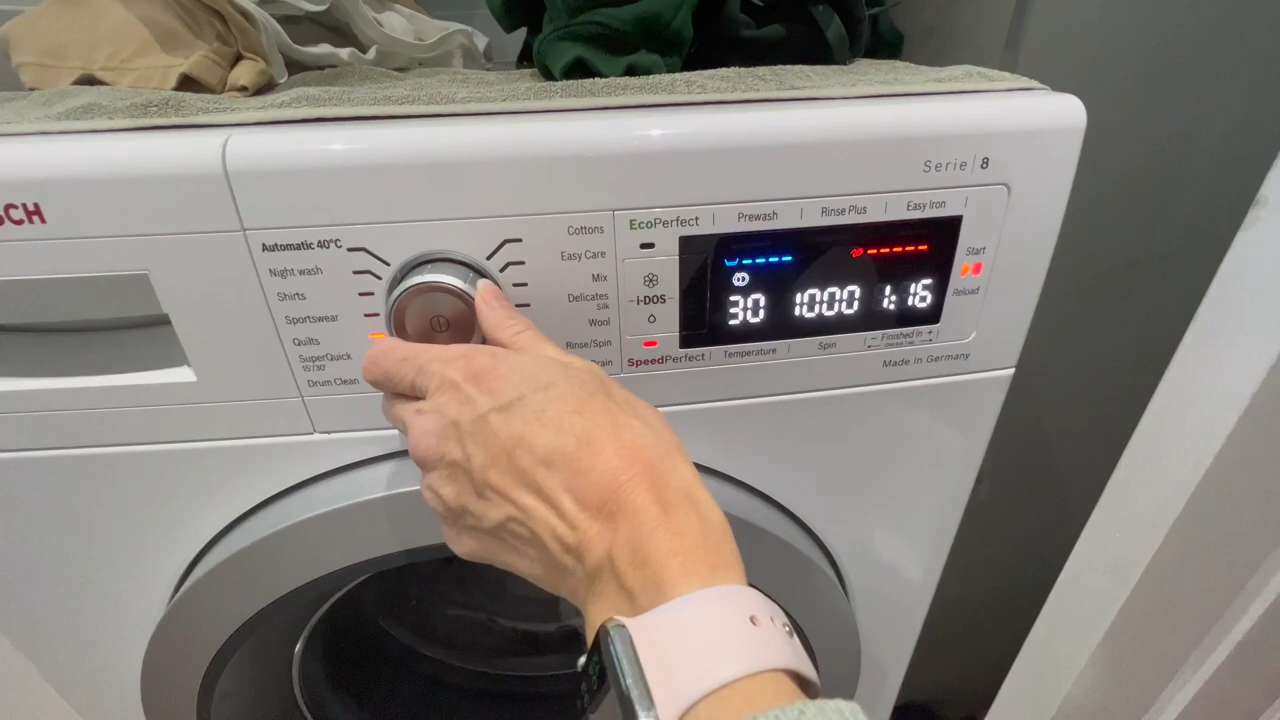 SCH
Serie | 8
Automatic 40°C
Night wash
Shirts
Sportswear
Quilts
SuperQuick
15'/30'
Drum Clean
Cottons
Easy Care
Mix
Delicates
Silk
Wool
Rinse/Spin
rain
EcoPerfect | Prewash | Rinse Plus | Easy Iron |
i-DOS
SpeedPerfect | Temperature | Spin | − Finished in +
30 1000 1:16
Start
Reload
Made in Germany